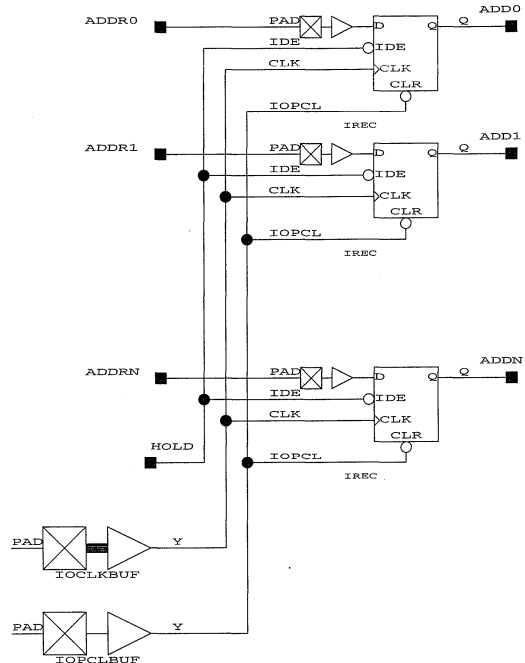 ADDR0 PAD D Q Q ADD0
IDE IDE
CLK CLK
CLR
IOPCL
IREC
ADDR1 PAD D Q Q ADD1
IDE IDE
CLK CLK
CLR
IOPCL
IREC
ADDRN PAD D Q Q ADDN
IDE IDE
CLK CLK
CLR
HOLD IOPCL
IREC
PAD Y
IOCLKBUF
PAD Y
IOPCLBUF